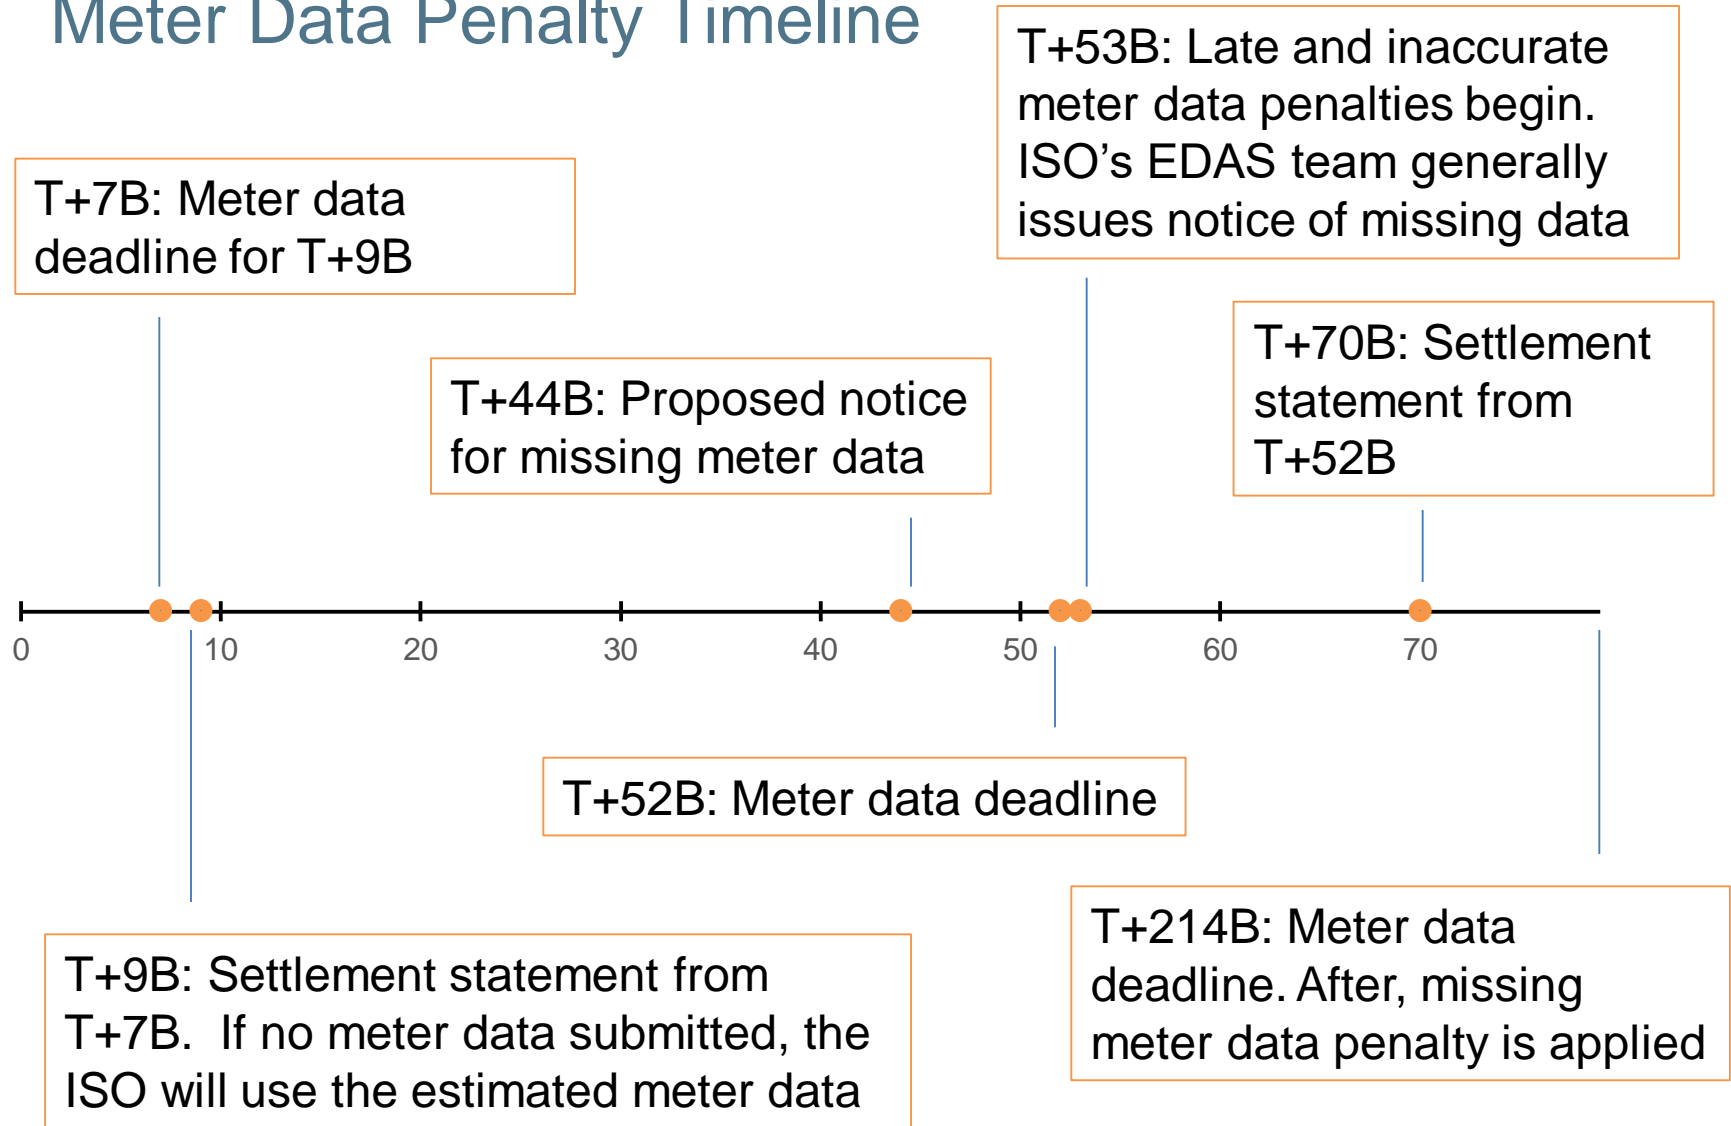 Meter Data Penalty Timeline
T+53B: Late and inaccurate
meter data penalties begin.
ISO’s EDAS team generally
issues notice of missing data
T+7B: Meter data
deadline for T+9B
T+70B: Settlement
statement from
T+52B
T+44B: Proposed notice
for missing meter data
0
10
20
30
40
50
60
70
T+52B: Meter data deadline
T+214B: Meter data
deadline. After, missing
meter data penalty is applied
T+9B: Settlement statement from
T+7B.  If no meter data submitted, the
ISO will use the estimated meter data